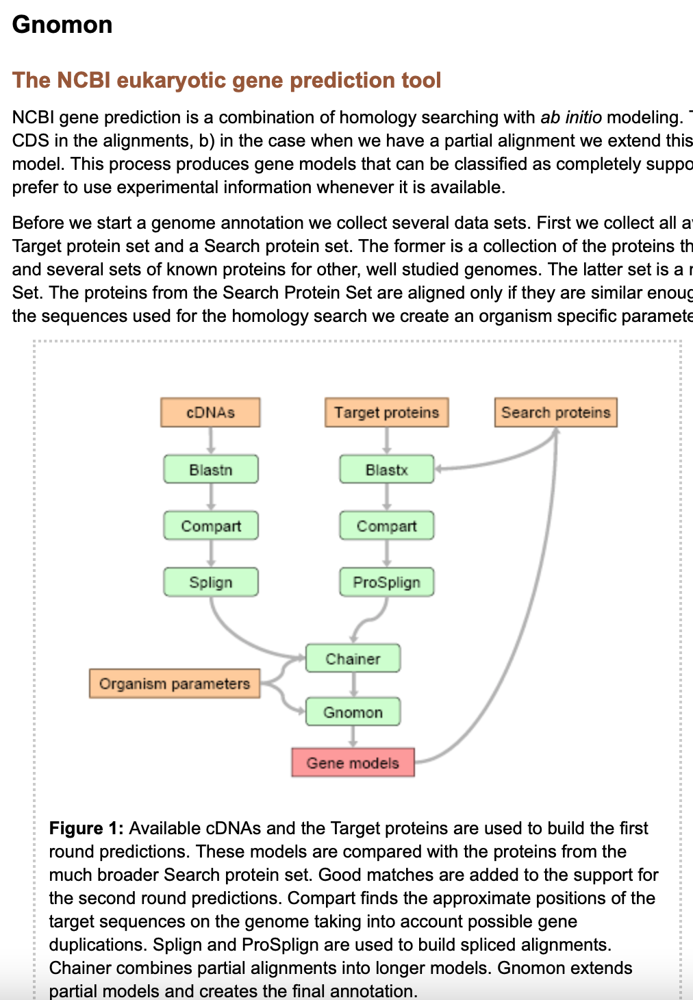 Gnomon
The NCBI eukaryotic gene prediction tool
NCBI gene prediction is a combination of homology searching with ab initio modeling.
CDS in the alignments, b) in the case when we have a partial alignment we extend this
model. This process produces gene models that can be classified as completely suppo
prefer to use experimental information whenever it is available.
Before we start a genome annotation we collect several data sets. First we collect all a
Target protein set and a Search protein set. The former is a collection of the proteins th
and several sets of known proteins for other, well studied genomes. The latter set is a
Set. The proteins from the Search Protein Set are aligned only if they are similar enoug
the sequences used for the homology search we create an organism specific paramete
cDNAs
Target proteins
Search proteins
Blastn
Blastx
Compart
Compart
Splign
ProSplign
Chainer
Organism parameters
Gnomon
Gene models
Figure 1: Available cDNAs and the Target proteins are used to build the first
round predictions. These models are compared with the proteins from the
much broader Search protein set. Good matches are added to the support for
the second round predictions. Compart finds the approximate positions of the
target sequences on the genome taking into account possible gene
duplications. Splign and ProSplign are used to build spliced alignments.
Chainer combines partial alignments into longer models. Gnomon extends
partial models and creates the final annotation.